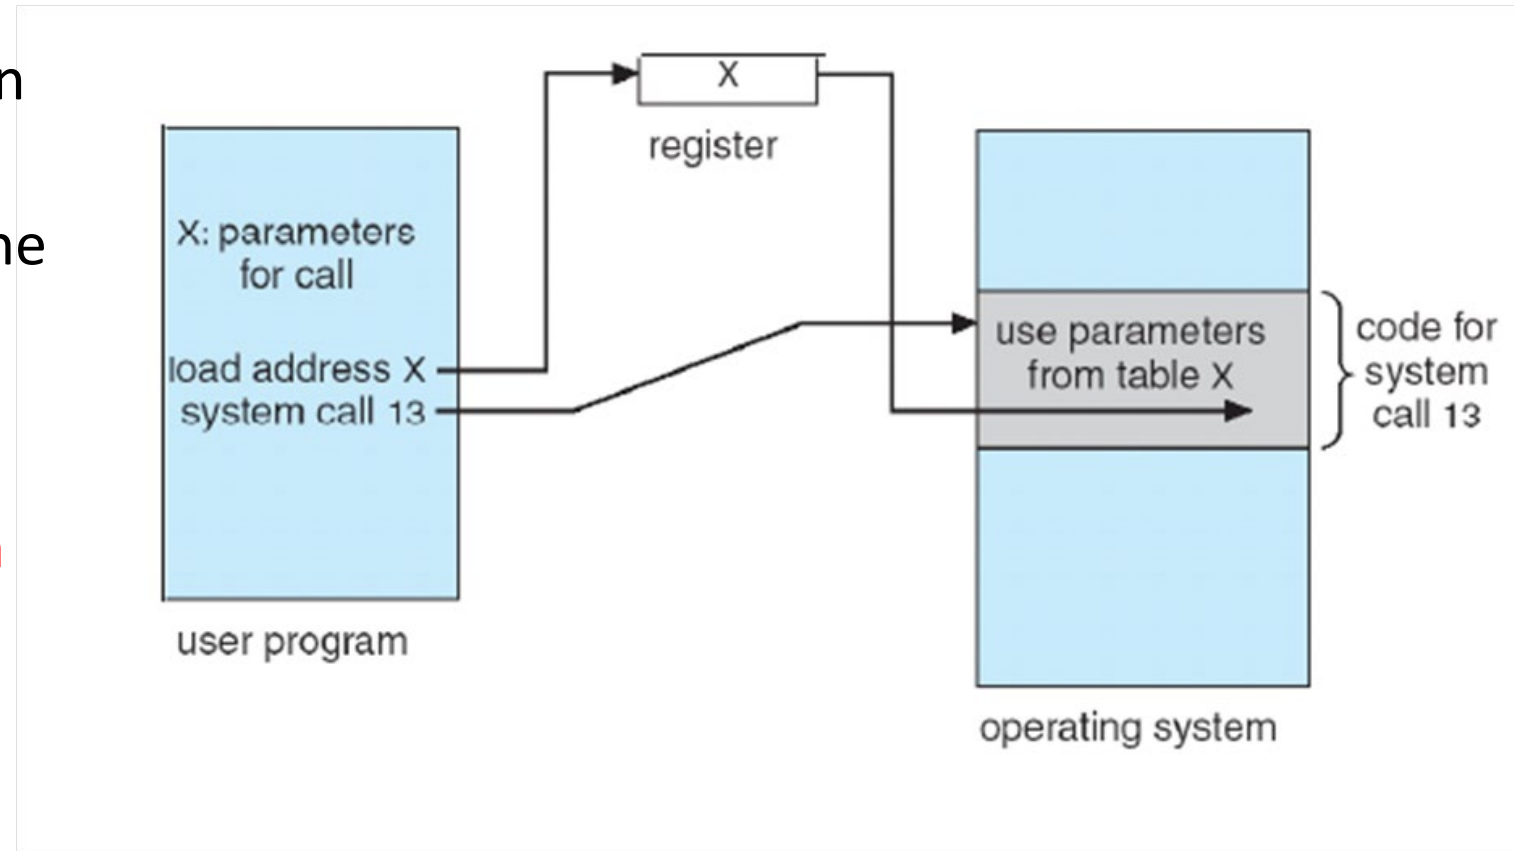 n
ne
X
register
X: parameters
for call
load address X
system call 13
user program
use parameters
from table X
code for
system
call 13
operating system